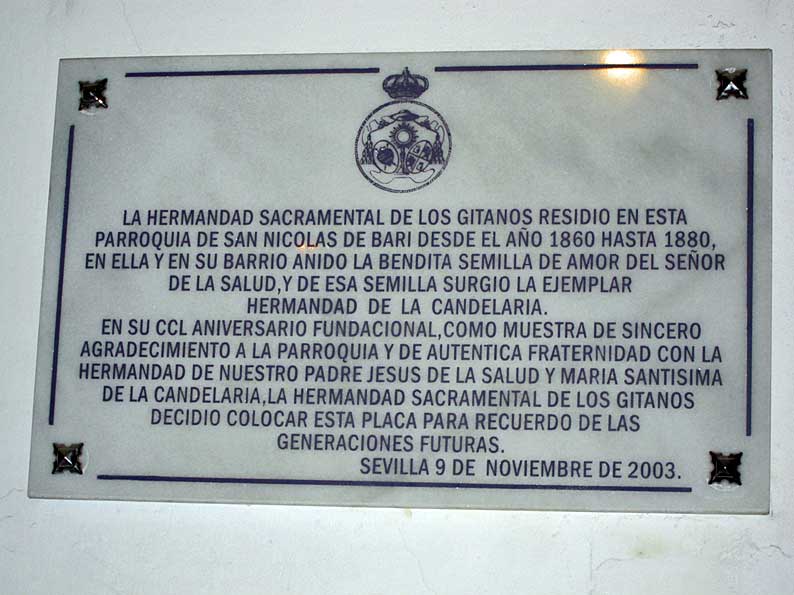 LA HERMANDAD SACRAMENTAL DE LOS GITANOS RESIDIO EN ESTA
PARROQUIA DE SAN NICOLAS DE BARI DESDE EL AÑO 1860 HASTA 1880,
EN ELLA Y EN SU BARRIO ANIDO LA BENDITA SEMILLA DE AMOR DEL SEÑOR
DE LA SALUD,Y DE ESA SEMILLA SURGIO LA EJEMPLAR
HERMANDAD DE LA CANDELARIA.
EN SU CCL ANIVERSARIO FUNDACIONAL,COMO MUESTRA DE SINCERO
AGRADECIMIENTO A LA PARROQUIA Y DE AUTENTICA FRATERNIDAD CON LA
HERMANDAD DE NUESTRO PADRE JESUS DE LA SALUD Y MARIA SANTISIMA
DE LA CANDELARIA,LA HERMANDAD SACRAMENTAL DE LOS GITANOS
DECIDIO COLOCAR ESTA PLACA PARA RECUERDO DE LAS
GENERACIONES FUTURAS.
SEVILLA 9 DE NOVIEMBRE DE 2003.